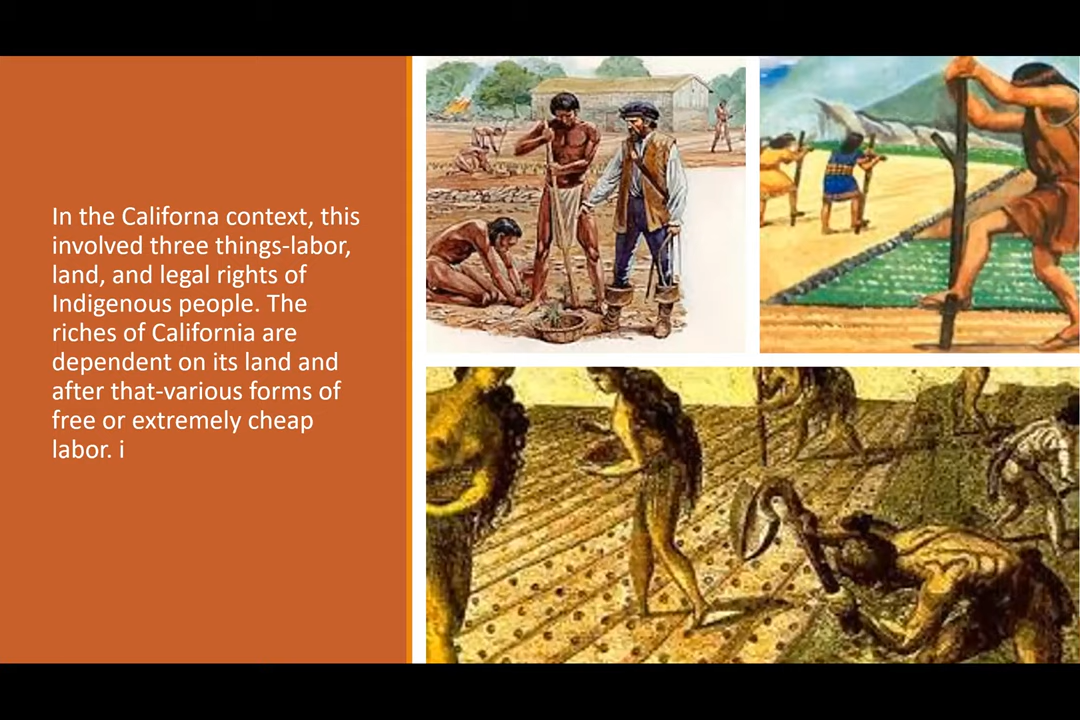 In the Californa context, this
involved three things-labor,
land, and legal rights of
Indigenous people. The
riches of California are
dependent on its land and
after that-various forms of
free or extremely cheap
labor. i